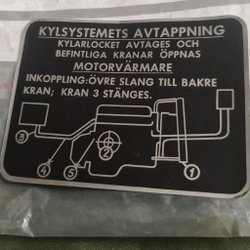 KYLSYSTEMETS AVTAPPNING
KYLARLOCKET AVTAGES OCH
BEFINTLIGA KRANAR ÖPPNAS
MOTORVÄRMARE
INKOPPLING: ÖVRE SLANG TILL BAKRE
KRAN; KRAN 3 STÄNGES.
2
3
4
5
1